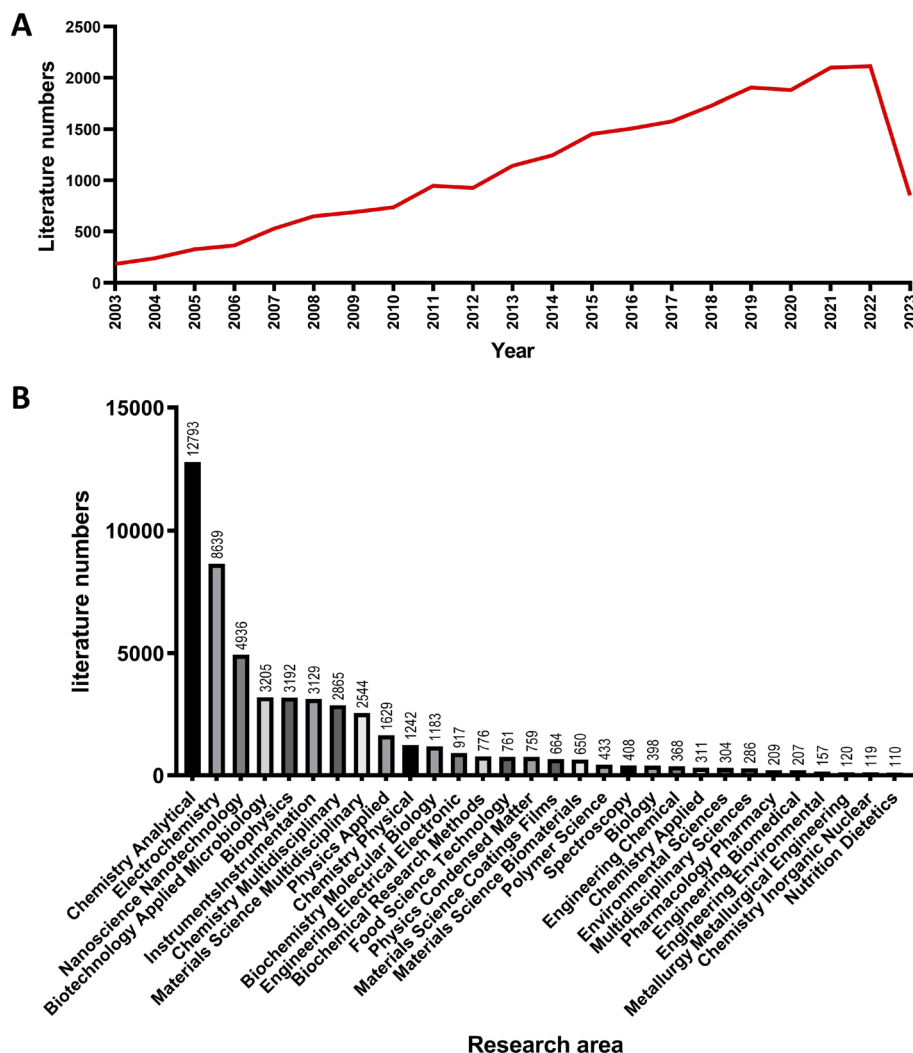 A
Literature numbers
2500
2000
1500
1000
500
0
2003
2004
2005
2006
2007
2008
2009
2010
2011
2012
2013
2014
2015
2016
2017
2018
2019
2020
2021
2022
2023
Year
B
literature numbers
15000
10000
5000
0
12793
8639
4936
3205
3192
3129
2865
2544
1629
1242
1183
917
776
761
759
664
650
433
408
398
368
311
304
286
209
207
157
120
119
110
Chemistry Analytical
Electrochemistry
Nanoscience Nanotechnology
Biotechnology Applied Microbiology
Biophysics
InstrumentsInstrumentation
Chemistry Multidisciplinary
Materials Science Multidisciplinary
Physics Applied
Chemistry Physical
Biochemistry Molecular Biology
Engineering Electrical Electronic
Biochemical Research Methods
Food Science Technology
Physics Condensed Matter
Materials Science Coatings Films
Materials Science Biomaterials
Polymer Science
Spectroscopy
Biology
Engineering Chemical
Chemistry Applied
Environmental Sciences
Multidisciplinary Sciences
Pharmacology Pharmacy
Engineering Biomedical
Engineering Environmental
Metallurgy Metallurgical Engineering
Chemistry Inorganic Nuclear
Nutrition Dietetics
Research area